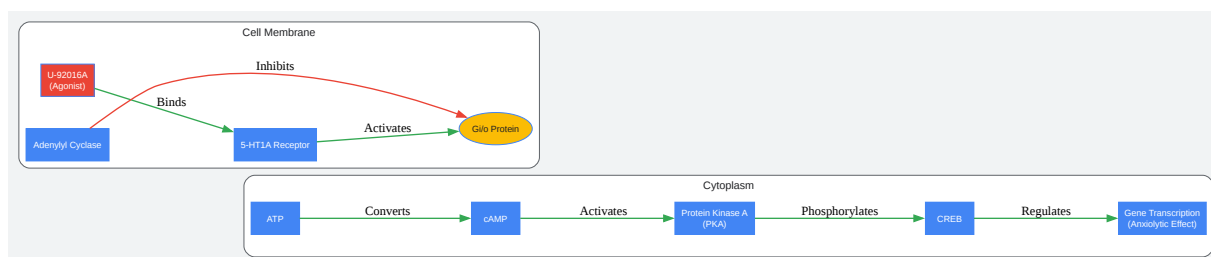 Cell Membrane
U-92016A
(Agonist)
Inhibits
Binds
Adenylyl Cyclase
5-HT1A Receptor
Activates
Gi/o Protein
Cytoplasm
ATP
Converts
cAMP
Activates
Protein Kinase A
(PKA)
Phosphorylates
CREB
Regulates
Gene Transcription
(Anxiolytic Effect)